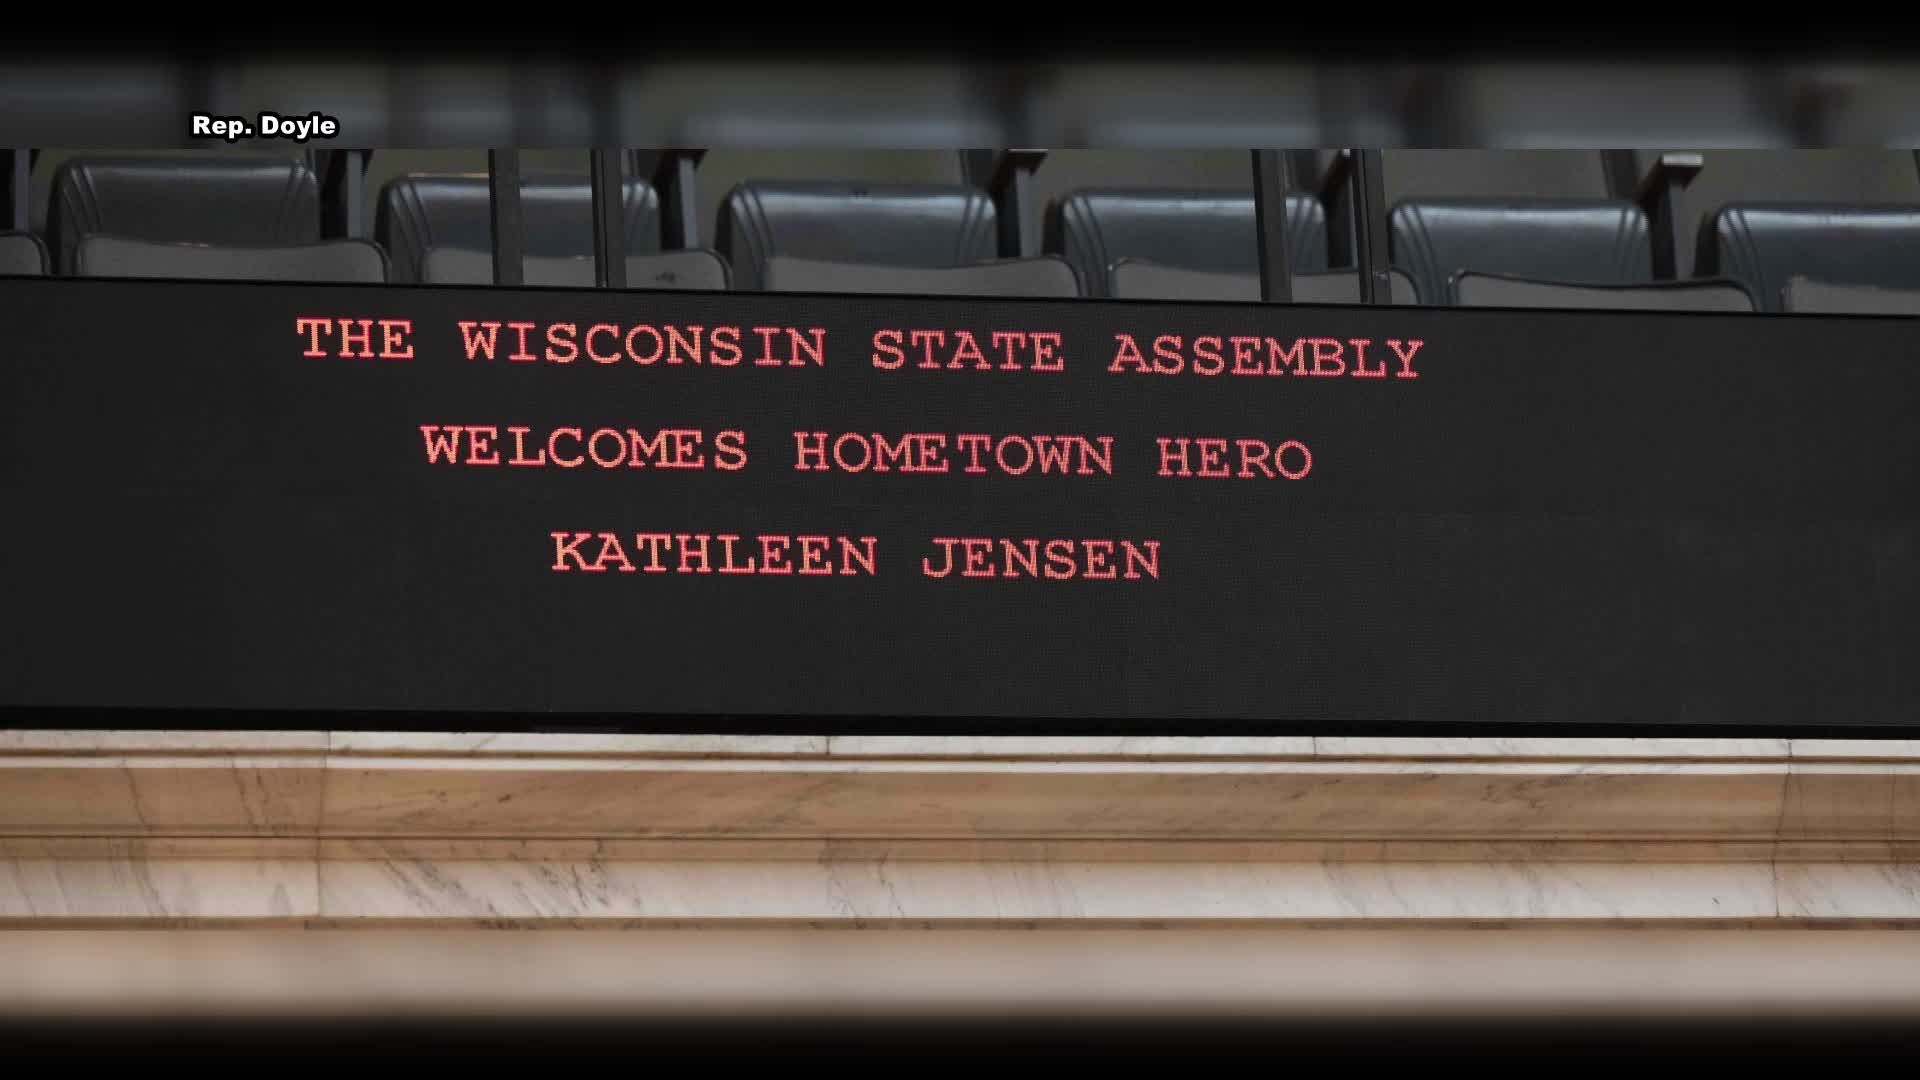 Rep. Doyle
THE WISCONSIN STATE ASSEMBLY
WELCOMES HOMETOWN HERO
KATHLEEN JENSEN